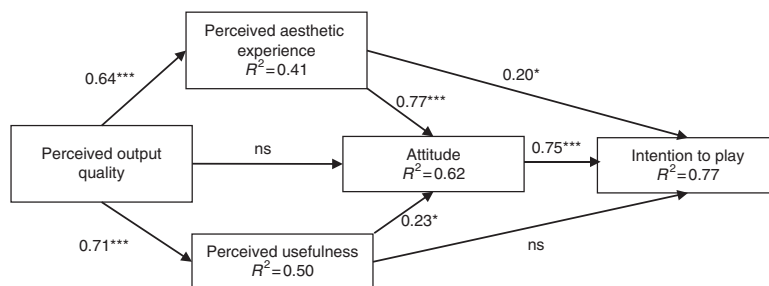 Perceived aesthetic
experience
R² = 0.41
0.64***
0.20*
0.77***
Perceived output
quality
ns
Attitude
R² = 0.62
0.75***
Intention to play
R² = 0.77
0.71***
0.23*
Perceived usefulness
R² = 0.50
ns